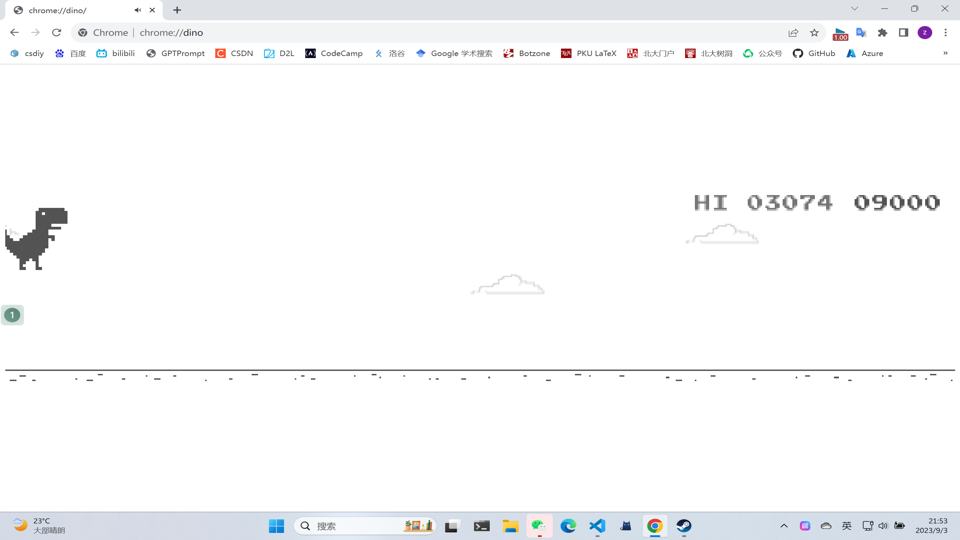 chrome://dino/
Chrome | chrome://dino
1.00
z
csdiy 百度 bilibili GPTPrompt CSDN D2L CodeCamp 洛谷 Google 学术搜索 Botzone PKU LaTeX 北大门户 北大树洞 公众号 GitHub Azure »
HI 03074 09000
1
23°C
大部晴朗
搜索
英
21:53
2023/9/3